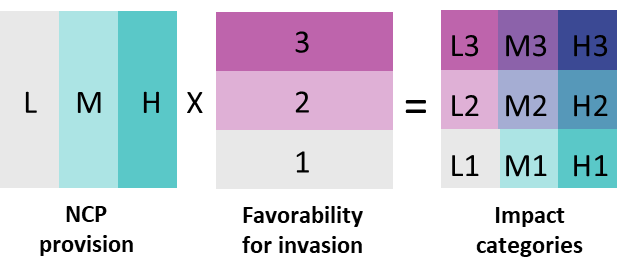 L M H X 3 = L3 M3 H3
2 L2 M2 H2
1 L1 M1 H1
NCP provision
Favorability for invasion
Impact categories